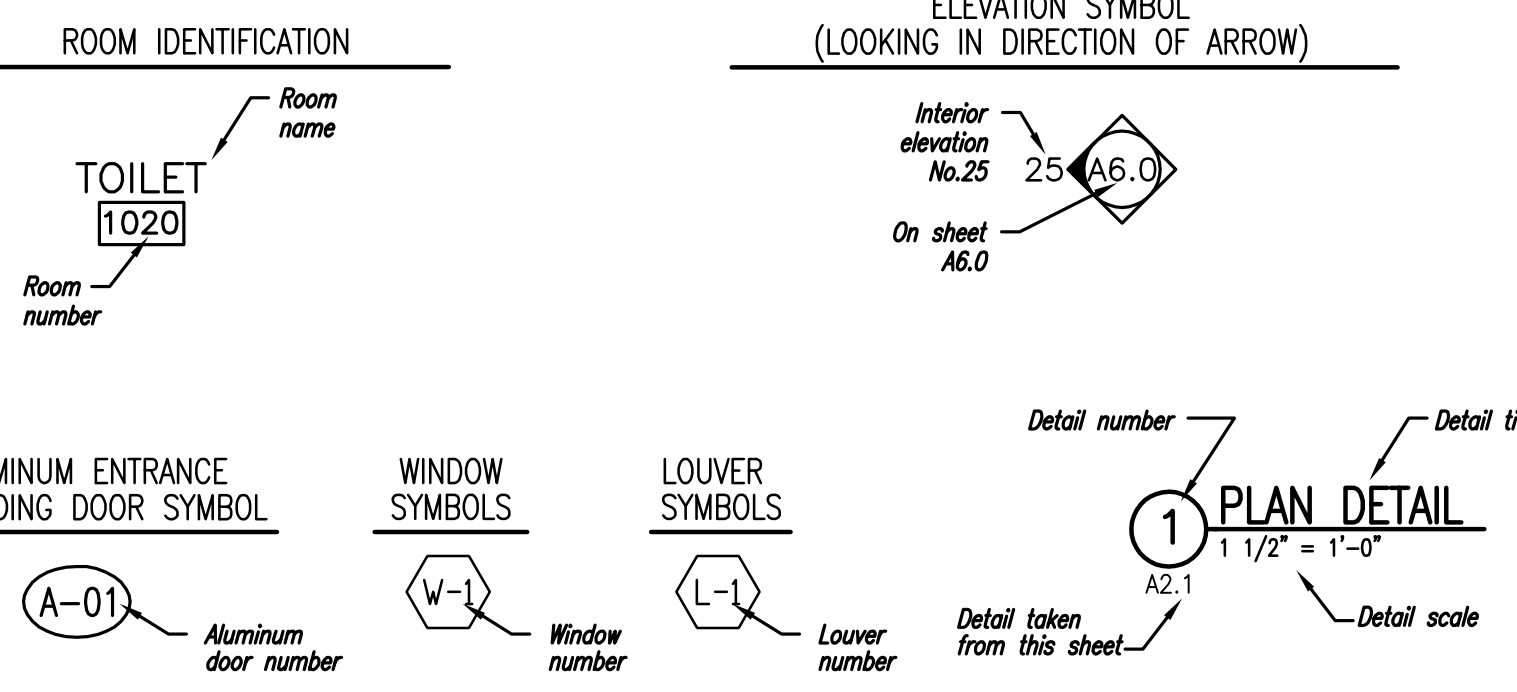 ROOM IDENTIFICATION
Room
name
TOILET
1020
Room
number
ELEVATION SYMBOL
(LOOKING IN DIRECTION OF ARROW)
Interior
elevation
No.25
25 A6.0
On sheet
A6.0
ENTRANCE
DOOR SYMBOL
A-01
Aluminum
door number
WINDOW
SYMBOLS
W-1
Window
number
LOUVER
SYMBOLS
L-1
Louver
number
Detail number
Detail
1 PLAN DETAIL
1 1/2" = 1'-0"
A2.1
Detail taken
from this sheet
Detail scale